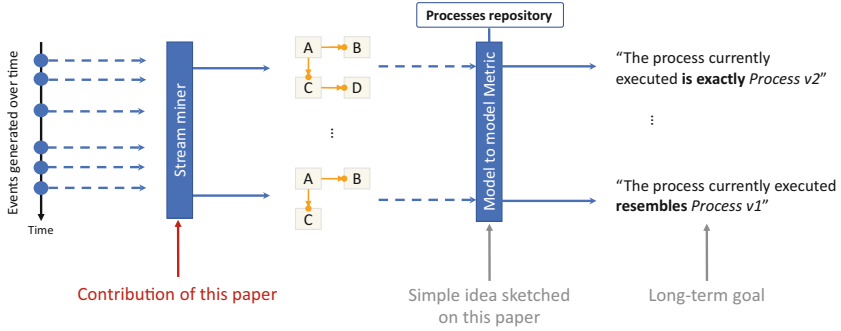 Processes repository
Events generated over time
Time
Stream miner
A
B
C
D
...
A
B
C
Model to model Metric
“The process currently
executed is exactly Process v2”
...
“The process currently executed
resembles Process v1”
Contribution of this paper
Simple idea sketched
on this paper
Long-term goal